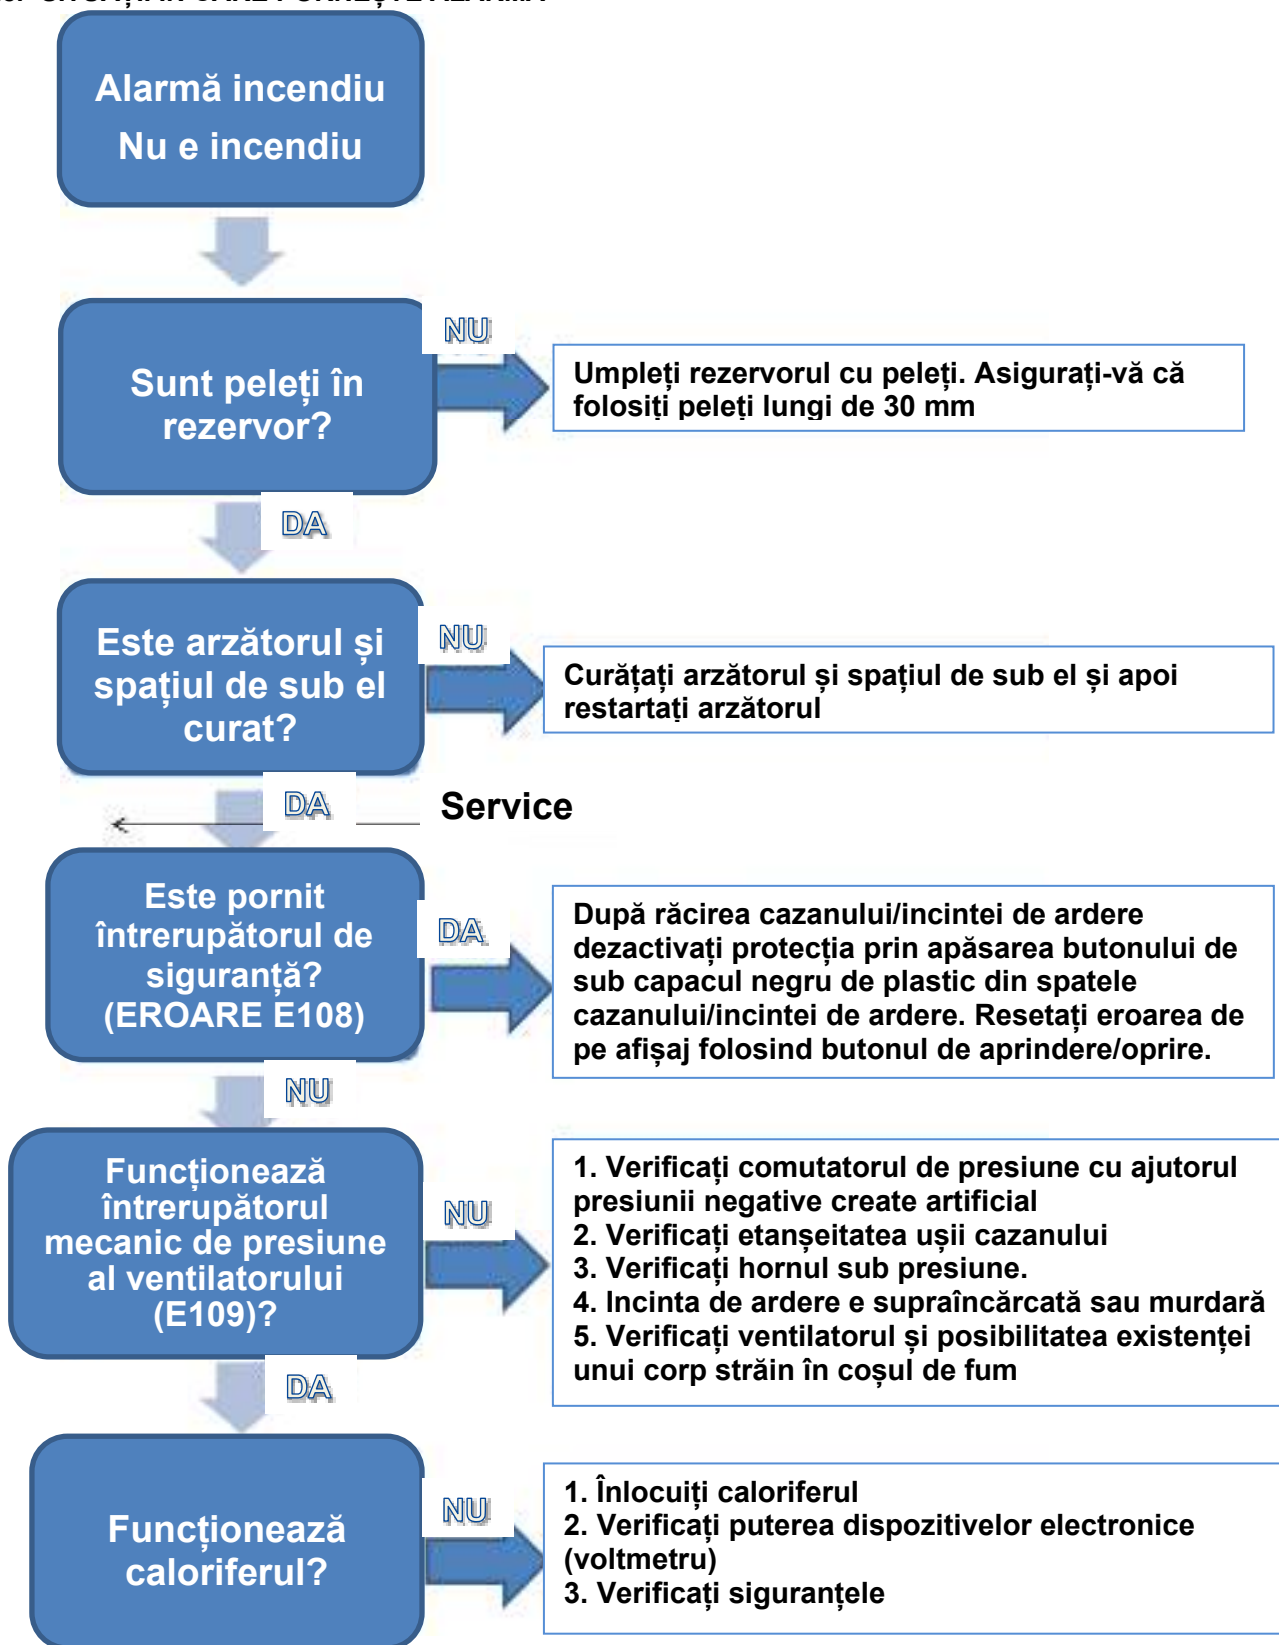 SITUAȚII ÎN CARE PORNEȘTE ALARMA
Alarmă incendiu
Nu e incendiu
Sunt peleți în
rezervor?
NU
Umpleți rezervorul cu peleți. Asigurați-vă că
folosiți peleți lungi de 30 mm
DA
Este arzătorul și
spațiul de sub el
curat?
NU
Curățați arzătorul și spațiul de sub el și apoi
restartați arzătorul
DA
Service
Este pornit
întrerupătorul de
siguranță?
(EROARE E108)
DA
După răcirea cazanului/incintei de ardere
dezactivați protecția prin apăsarea butonului de
sub capacul negru de plastic din spatele
cazanului/incintei de ardere. Resetați eroarea de
pe afișaj folosind butonul de aprindere/oprire.
NU
Funcționează
întrerupătorul
mecanic de presiune
al ventilatorului
(E109)?
NU
1. Verificați comutatorul de presiune cu ajutorul
presiunii negative create artificial
2. Verificați etanșeitatea ușii cazanului
3. Verificați hornul sub presiune.
4. Incinta de ardere e supraîncărcată sau murdară
5. Verificați ventilatorul și posibilitatea existenței
unui corp străin în coșul de fum
DA
Funcționează
caloriferul?
NU
1. Înlocuiți caloriferul
2. Verificați puterea dispozitivelor electronice
(voltmetru)
3. Verificați siguranțele